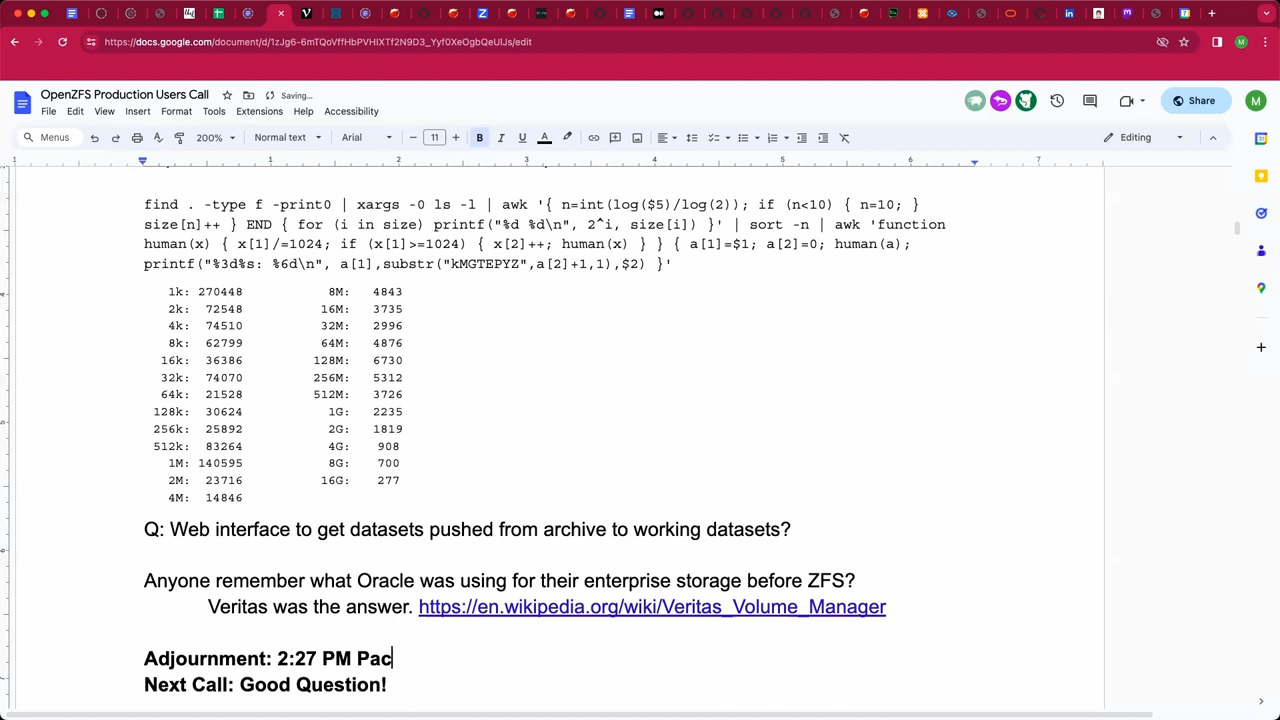 https://docs.google.com/document/d/1zJg6-6mTQoVffHbPVHIXTf2N9D3_Yyf0XeOgbQeUIJs/edit
OpenZFS Production Users Call
Saving...
File Edit View Insert Format Tools Extensions Help Accessibility
Share
M
Menus
200%
Normal text
Arial
11
Editing
1 1 2 3 4 5 6 7
find . -type f -print0 | xargs -0 ls -l | awk '{ n=int(log($5)/log(2)); if (n<10) { n=10; }
size[n]++ } END { for (i in size) printf("%d %d\n", 2^i, size[i]) }' | sort -n | awk 'function
human(x) { x[1]/=1024; if (x[1]>=1024) { x[2]++; human(x) } } { a[1]=$1; a[2]=0; human(a);
printf("%3d%s: %6d\n", a[1],substr("kMGTEPYZ",a[2]+1,1),$2) }'
1k: 270448 8M: 4843
2k: 72548 16M: 3735
4k: 74510 32M: 2996
8k: 62799 64M: 4876
16k: 36386 128M: 6730
32k: 74070 256M: 5312
64k: 21528 512M: 3726
128k: 30624 1G: 2235
256k: 25892 2G: 1819
512k: 83264 4G: 908
1M: 140595 8G: 700
2M: 23716 16G: 277
4M: 14846
Q: Web interface to get datasets pushed from archive to working datasets?
Anyone remember what Oracle was using for their enterprise storage before ZFS?
Veritas was the answer. https://en.wikipedia.org/wiki/Veritas_Volume_Manager
Adjournment: 2:27 PM Pac
Next Call: Good Question!